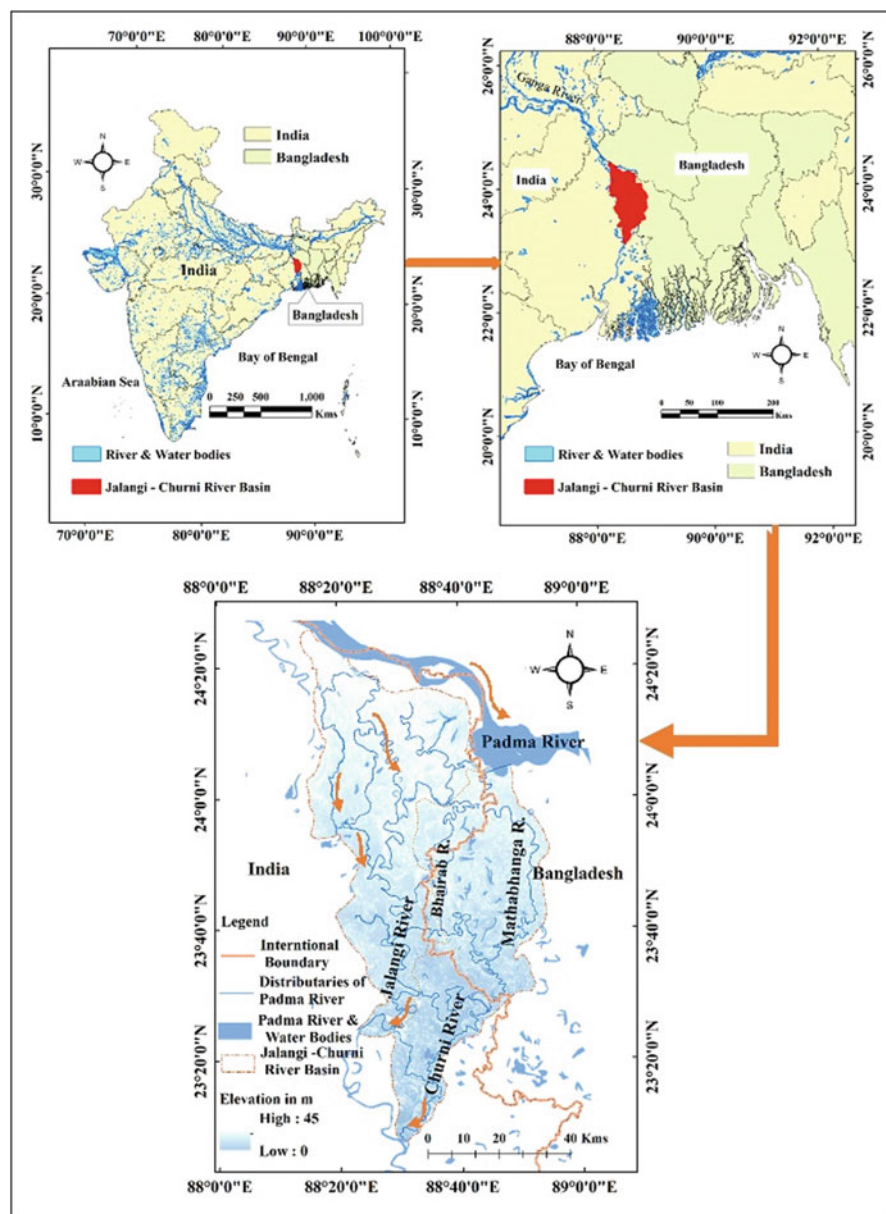 70°0'0"E 80°0'0"E 90°0'0"E 100°0'0"E
30°0'0"N
20°0'0"N
10°0'0"N
N
W E
S
India
Bangladesh
India
Bangladesh
Bay of Bengal
Araabian Sea
0 250 500 1,000
Kms
River & Water bodies
Jalangi - Churni River Basin
30°0'0"N
20°0'0"N
10°0'0"N
70°0'0"E 80°0'0"E 90°0'0"E
88°0'0"E 90°0'0"E 92°0'0"E
26°0'0"N
24°0'0"N
22°0'0"N
20°0'0"N
Ganga River
India
Bangladesh
Bay of Bengal
N
W E
S
0 50 100 200
Kms
River & Water bodies
Jalangi - Churni River Basin
India
Bangladesh
26°0'0"N
24°0'0"N
22°0'0"N
20°0'0"N
88°0'0"E 90°0'0"E 92°0'0"E
88°0'0"E 88°20'0"E 88°40'0"E 89°0'0"E
24°20'0"N
24°0'0"N
23°40'0"N
23°20'0"N
N
W E
S
Padma River
India
Bhairab R.
Mathabhanga R.
Bangladesh
Jalangi River
Churni River
Legend
Interntional
Boundary
Distributaries of
Padma River
Padma River &
Water Bodies
Jalangi -Churni
River Basin
Elevation in m
High : 45
Low : 0
0 20 40 Kms
24°20'0"N
24°0'0"N
23°40'0"N
23°20'0"N
88°0'0"E 88°20'0"E 88°40'0"E 89°0'0"E